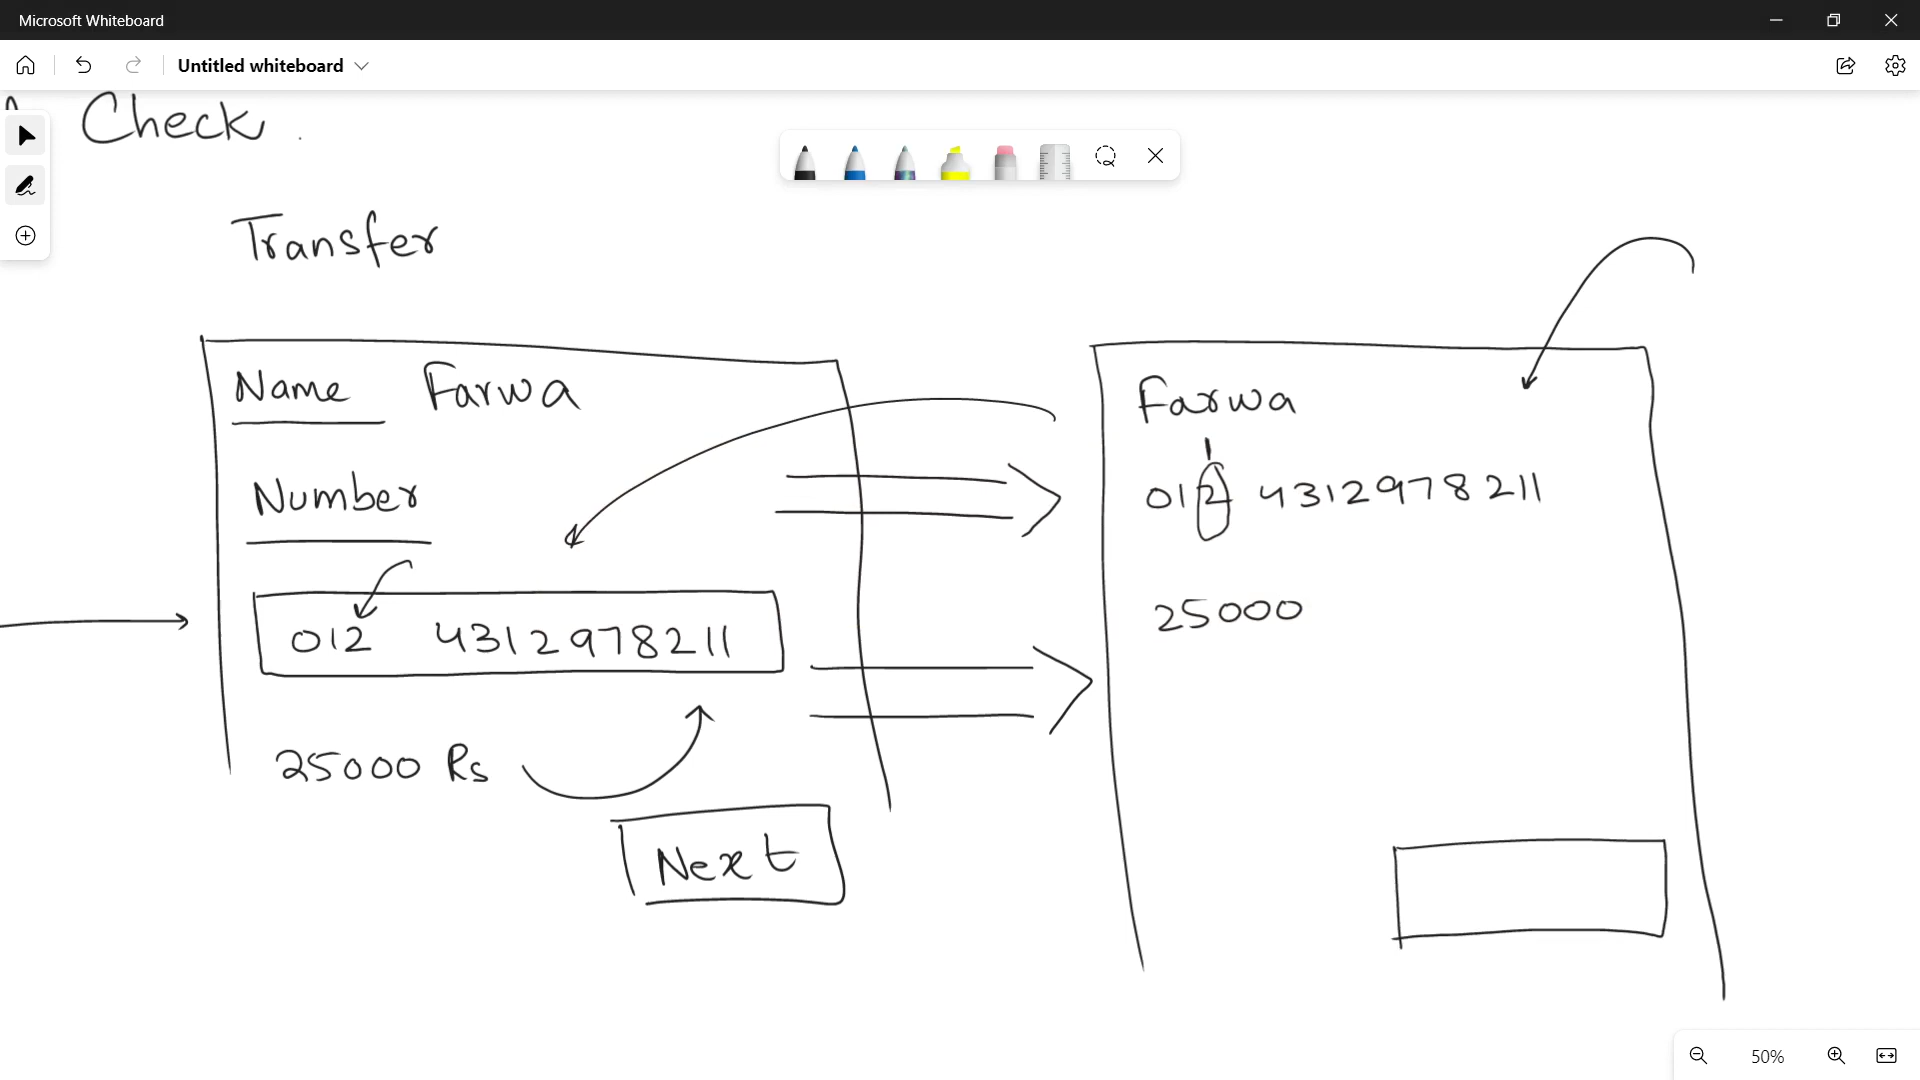 Microsoft Whiteboard
Untitled whiteboard
Check
Transfer
Name Farwa
Number
012 4312978211
25000 Rs
Next
Farwa
1
012 4312978211
25000
50%